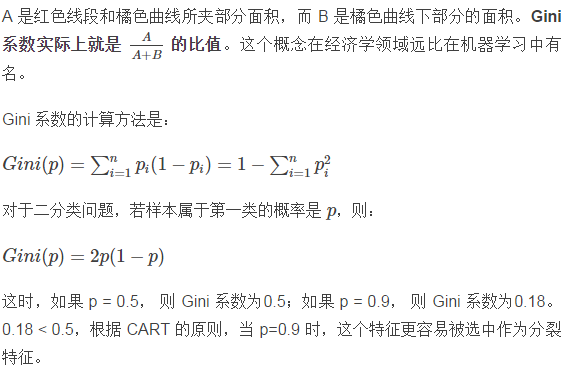 A 是红色线段和橘色曲线所夹部分面积，而 B 是橘色曲线下部分的面积。Gini
系数实际上就是 $\frac{A}{A+B}$ 的比值。这个概念在经济学领域远比在机器学习中有
名。
Gini 系数的计算方法是：
$Gini(p) = \sum_{i=1}^{n} p_i(1 - p_i) = 1 - \sum_{i=1}^{n} p_i^2$
对于二分类问题，若样本属于第一类的概率是 $p$，则：
$Gini(p) = 2p(1 - p)$
这时，如果 p = 0.5， 则 Gini 系数为0.5；如果 p = 0.9， 则 Gini 系数为0.18。
0.18 < 0.5，根据 CART 的原则，当 p=0.9 时，这个特征更容易被选中作为分裂
特征。